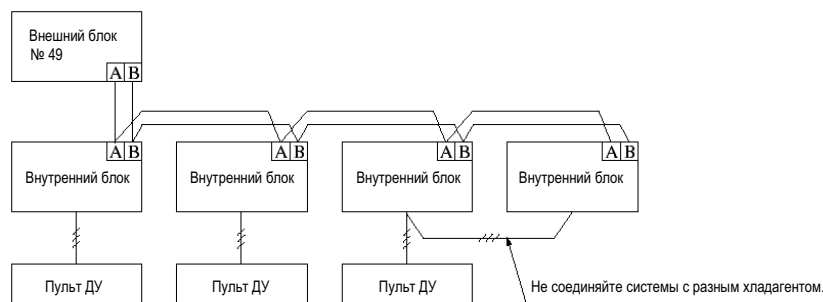 Внешний блок
№ 49
A B
A B
A B
A B
A B
Внутренний блок
Внутренний блок
Внутренний блок
Внутренний блок
Пульт ДУ
Пульт ДУ
Пульт ДУ
Не соединяйте системы с разным хладагентом.